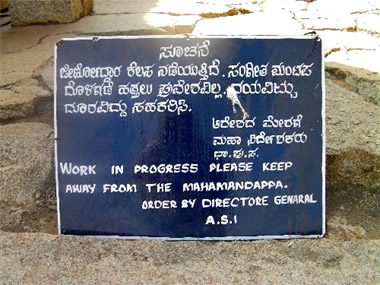 ಸೂಚನೆ
ಜೀರ್ಣೋದ್ಧಾರ ಕೆಲಸ ನಡೆಯುತ್ತಿದೆ. ಸಂಗೀತ ಮಂಟಪ
ದೊಳಗಡೆ ಹತ್ತಲು ಪ್ರವೇಶವಿಲ್ಲ. ದಯವಿಟ್ಟು
ದೂರವಿದ್ದು ಸಹಕರಿಸಿ.
ಆದೇಶದ ಮೇರೆಗೆ
ಮಹಾ ನಿರ್ದೇಶಕರು
ಭಾ. ಪು. ಸ.
WORK IN PROGRESS PLEASE KEEP
AWAY FROM THE MAHAMANDAPPA.
ORDER BY DIRECTORE GENARAL
A.S.I